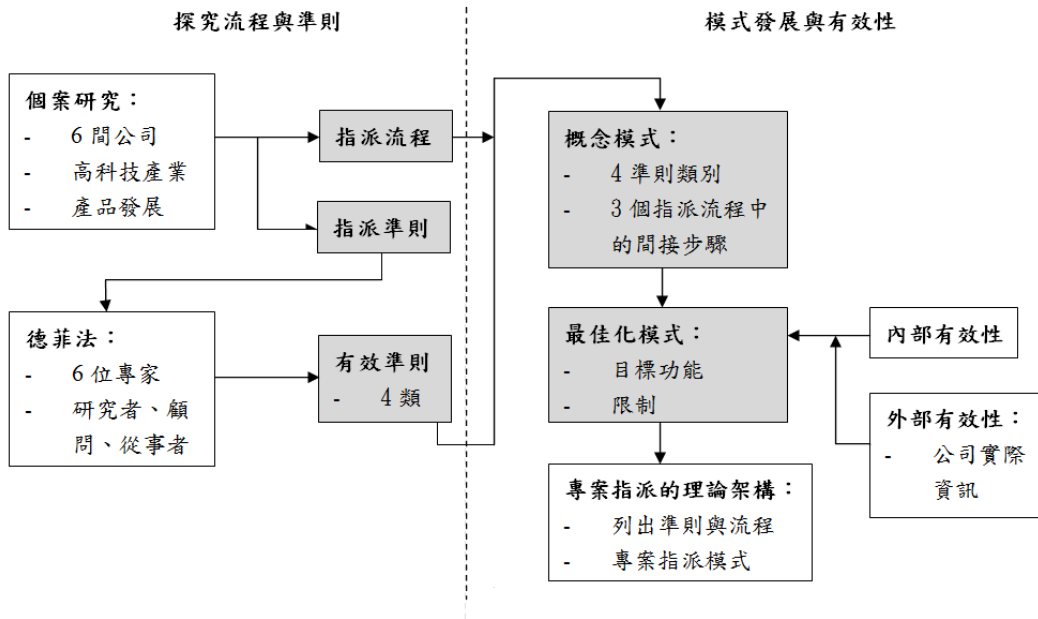 探究流程與準則
模式發展與有效性
個案研究：
- 6 間公司
- 高科技產業
- 產品發展
指派流程
指派準則
德菲法：
- 6 位專家
- 研究者、顧
問、從事者
有效準則
- 4 類
概念模式：
- 4 準則類別
- 3 個指派流程中
的間接步驟
最佳化模式：
- 目標功能
- 限制
內部有效性
外部有效性：
- 公司實際
資訊
專案指派的理論架構：
- 列出準則與流程
- 專案指派模式